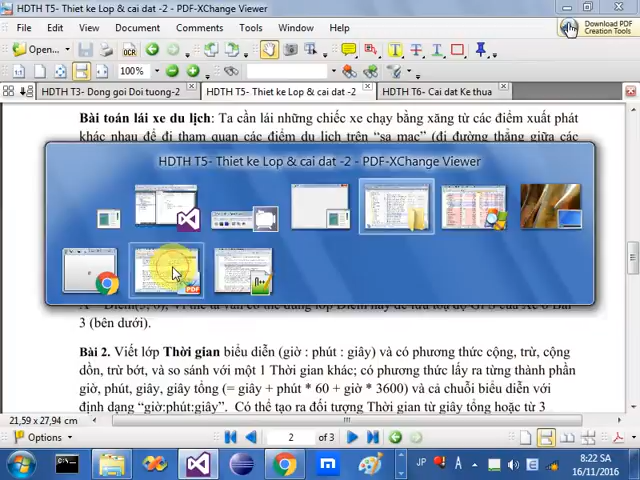 HDTH T5- Thiet ke Lop & cai dat -2 - PDF-XChange Viewer
File Edit View Document Comments Tools Window Help
Open...
OCR
Download PDF
Creation Tools
100%
HDTH T3- Dong goi Doi tuong-2
HDTH T5- Thiet ke Lop & cai dat -2
HDTH T6- Cai dat Ke thua
Bài toán lái xe du lịch: Ta cần lái những chiếc xe chạy bằng xăng từ các điểm xuất phát
khác nhau để đi tham quan các điểm du lịch trên “sa mạc” (đi đường thẳng giữa các
HDTH T5- Thiet ke Lop & cai dat -2 - PDF-XChange Viewer
PDF
3 (bên dưới).
Bài 2. Viết lớp Thời gian biểu diễn (giờ : phút : giây) và có phương thức cộng, trừ, cộng
dồn, trừ bớt, và so sánh với một 1 Thời gian khác; có phương thức lấy ra từng thành phần
giờ, phút, giây, giây tổng (= giây + phút * 60 + giờ * 3600) và cả chuỗi biểu diễn với
định dạng “giờ:phút:giây”. Có thể tạo ra đối tượng Thời gian từ giây tổng hoặc từ 3
21,59 x 27,94 cm
Options
2
of 3
JP
A
8:22 SA
16/11/2016